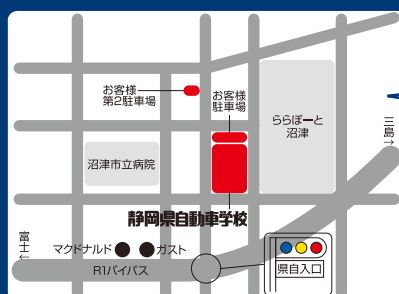 お客様
第2駐車場
お客様
駐車場
ららぽーと
沼津
三島→
沼津市立病院
静岡県自動車学校
富士←
マクドナルド
ガスト
R1バイパス
県自入口